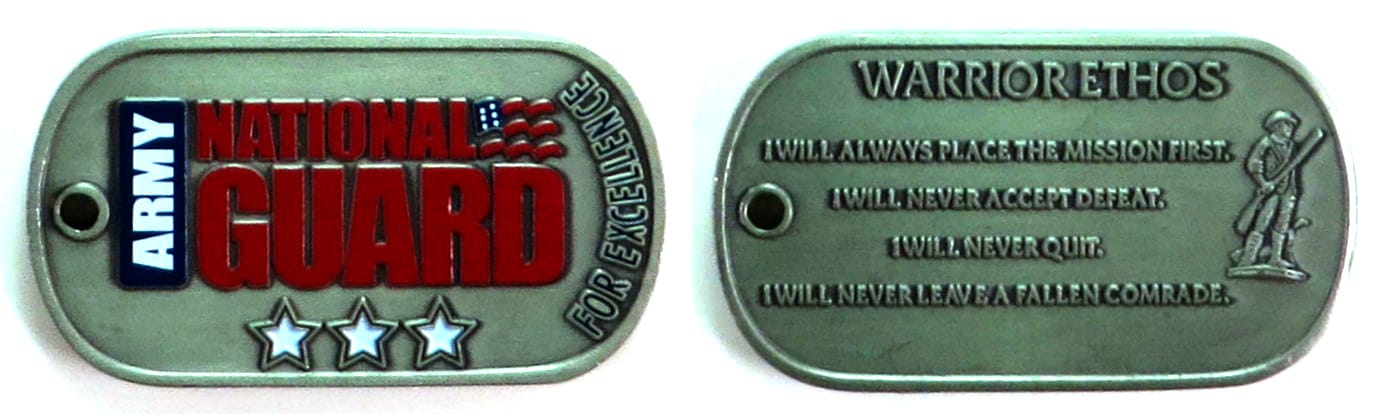 ARMY
NATIONAL
GUARD
FOR EXCELLENCE
WARRIOR ETHOS
I WILL ALWAYS PLACE THE MISSION FIRST.
I WILL NEVER ACCEPT DEFEAT.
I WILL NEVER QUIT.
I WILL NEVER LEAVE A FALLEN COMRADE.